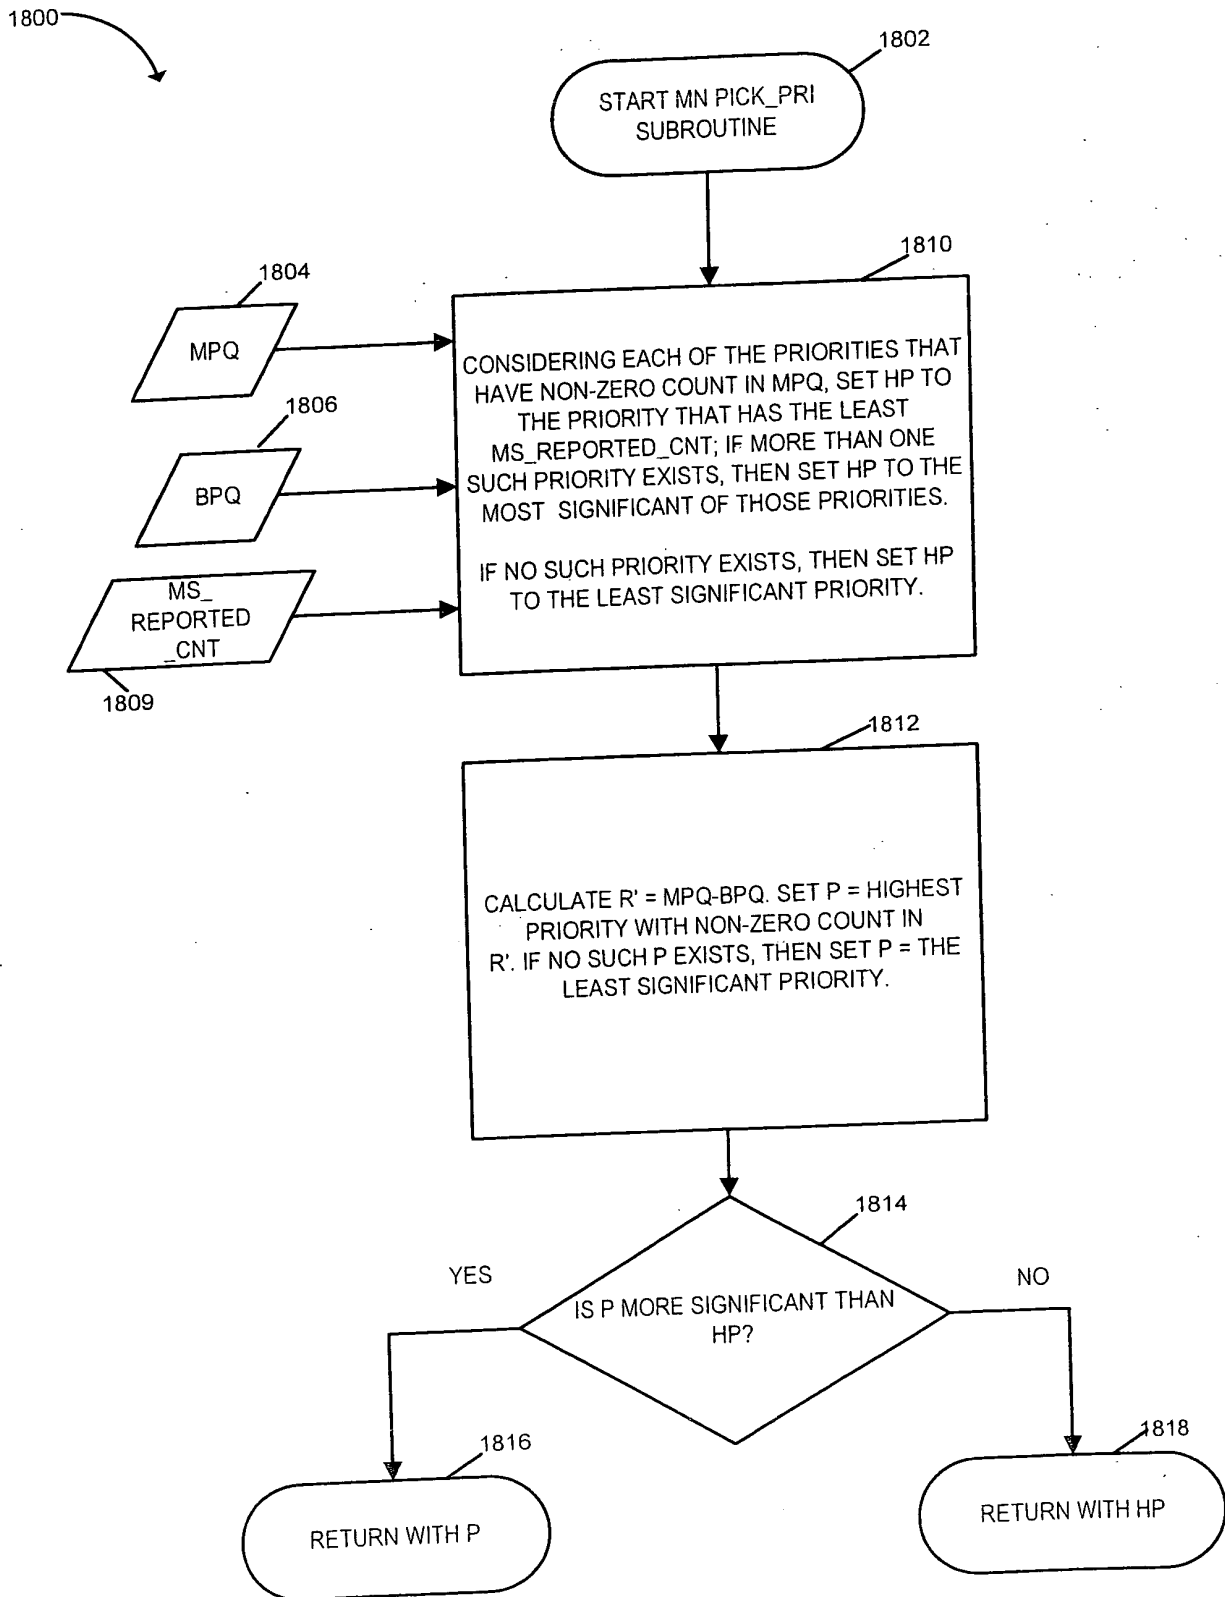 1800
1802
START MN PICK_PRI
SUBROUTINE
1810
1804
MPQ
1806
BPQ
MS_
REPORTED
_CNT
1809
CONSIDERING EACH OF THE PRIORITIES THAT
HAVE NON-ZERO COUNT IN MPQ, SET HP TO
THE PRIORITY THAT HAS THE LEAST
MS_REPORTED_CNT; IF MORE THAN ONE
SUCH PRIORITY EXISTS, THEN SET HP TO THE
MOST SIGNIFICANT OF THOSE PRIORITIES.
IF NO SUCH PRIORITY EXISTS, THEN SET HP
TO THE LEAST SIGNIFICANT PRIORITY.
1812
CALCULATE R' = MPQ-BPQ. SET P = HIGHEST
PRIORITY WITH NON-ZERO COUNT IN
R'. IF NO SUCH P EXISTS, THEN SET P = THE
LEAST SIGNIFICANT PRIORITY.
1814
YES
NO
IS P MORE SIGNIFICANT THAN
HP?
1816
RETURN WITH P
1818
RETURN WITH HP